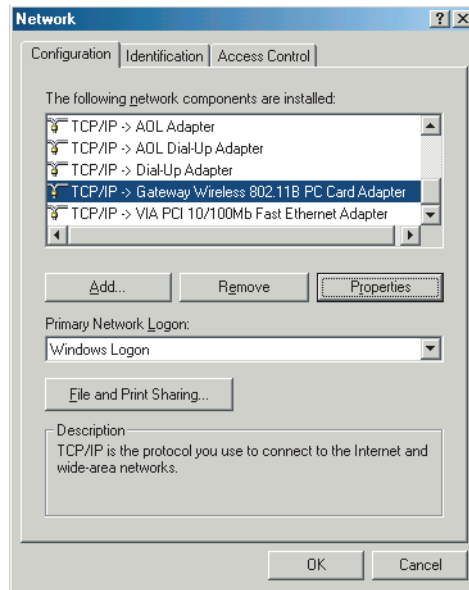 Network
? X
Configuration Identification Access Control
The following network components are installed:
TCP/IP -> AOL Adapter
TCP/IP -> AOL Dial-Up Adapter
TCP/IP -> Dial-Up Adapter
TCP/IP -> Gateway Wireless 802.11B PC Card Adapter
TCP/IP -> VIA PCI 10/100Mb Fast Ethernet Adapter
Add... Remove Properties
Primary Network Logon:
Windows Logon
File and Print Sharing...
Description
TCP/IP is the protocol you use to connect to the Internet and
wide-area networks.
OK Cancel